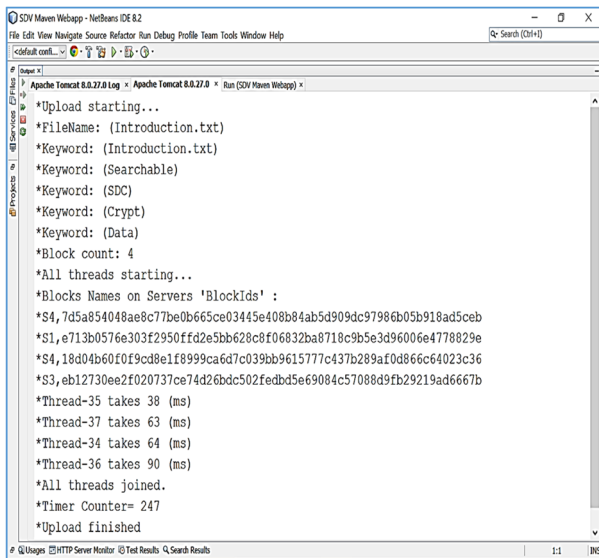 SDV Maven Webapp - NetBeans IDE 8.2
File Edit View Navigate Source Refactor Run Debug Profile Team Tools Window Help
Search (Ctrl+I)
<default confi...
Output
Apache Tomcat 8.0.27.0 Log
Apache Tomcat 8.0.27.0
Run (SDV Maven Webapp)
Files
Services
Projects
*Upload starting...
*FileName: (Introduction.txt)
*Keyword: (Introduction.txt)
*Keyword: (Searchable)
*Keyword: (SDC)
*Keyword: (Crypt)
*Keyword: (Data)
*Block count: 4
*All threads starting...
*Blocks Names on Servers 'BlockIds' :
*S4,7d5a854048ae8c77be0b665ce03445e408b84ab5d909dc97986b05b918ad5ceb
*S1,e713b0576e303f2950ffd2e5bb628c8f06832ba8718c9b5e3d96006e4778829e
*S4,18d04b60f0f9cd8e1f8999ca6d7c039bb9615777c437b289af0d866c64023c36
*S3,eb12730ee2f020737ce74d26bdc502fedbd5e69084c57088d9fb29219ad6667b
*Thread-35 takes 38 (ms)
*Thread-37 takes 63 (ms)
*Thread-34 takes 64 (ms)
*Thread-36 takes 90 (ms)
*All threads joined.
*Timer Counter= 247
*Upload finished
Usages HTTP Server Monitor Test Results Search Results
1:1 INS